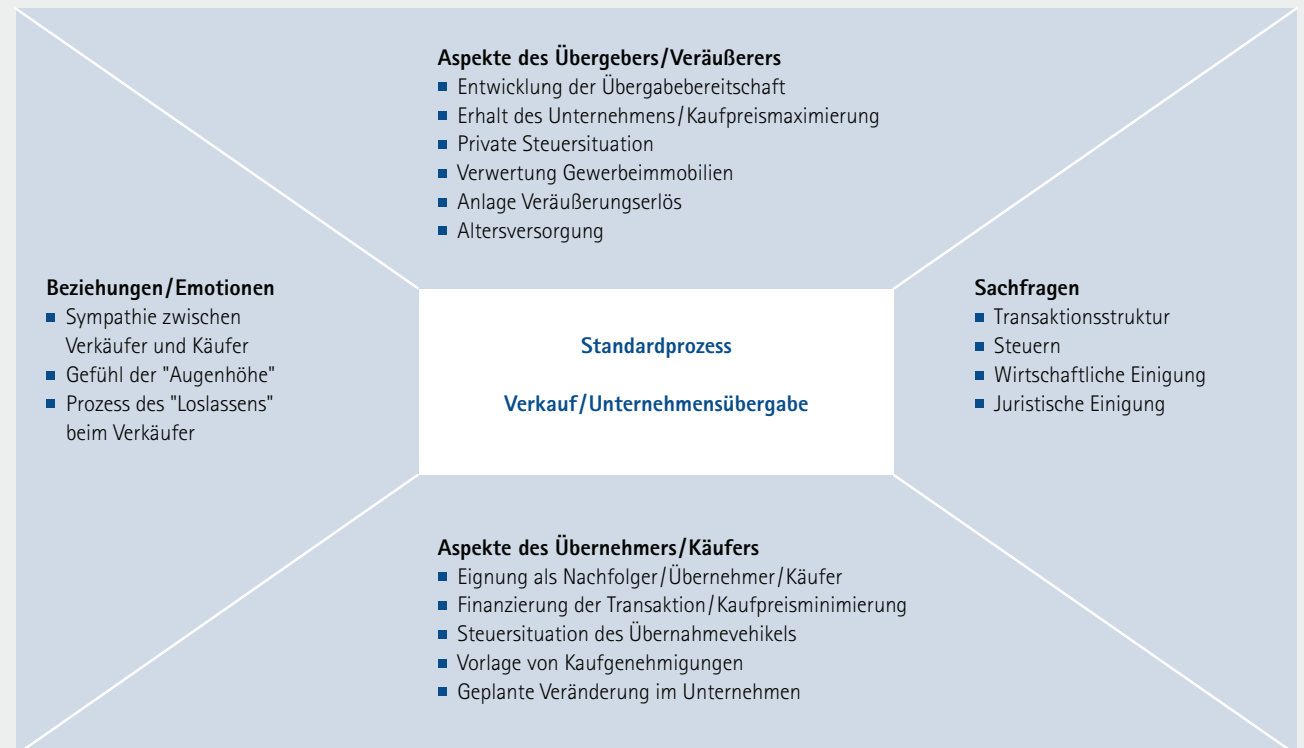 Aspekte des Übergebers/Veräußerers
Entwicklung der Übergabebereitschaft
Erhalt des Unternehmens/Kaufpreismaximierung
Private Steuersituation
Verwertung Gewerbeimmobilien
Anlage Veräußerungserlös
Altersversorgung
Beziehungen/Emotionen
Sympathie zwischen
Verkäufer und Käufer
Gefühl der "Augenhöhe"
Prozess des "Loslassens"
beim Verkäufer
Standardprozess
Verkauf/Unternehmensübergabe
Sachfragen
Transaktionsstruktur
Steuern
Wirtschaftliche Einigung
Juristische Einigung
Aspekte des Übernehmers/Käufers
Eignung als Nachfolger/Übernehmer/Käufer
Finanzierung der Transaktion/Kaufpreisminimierung
Steuersituation des Übernahmevehikels
Vorlage von Kaufgenehmigungen
Geplante Veränderung im Unternehmen